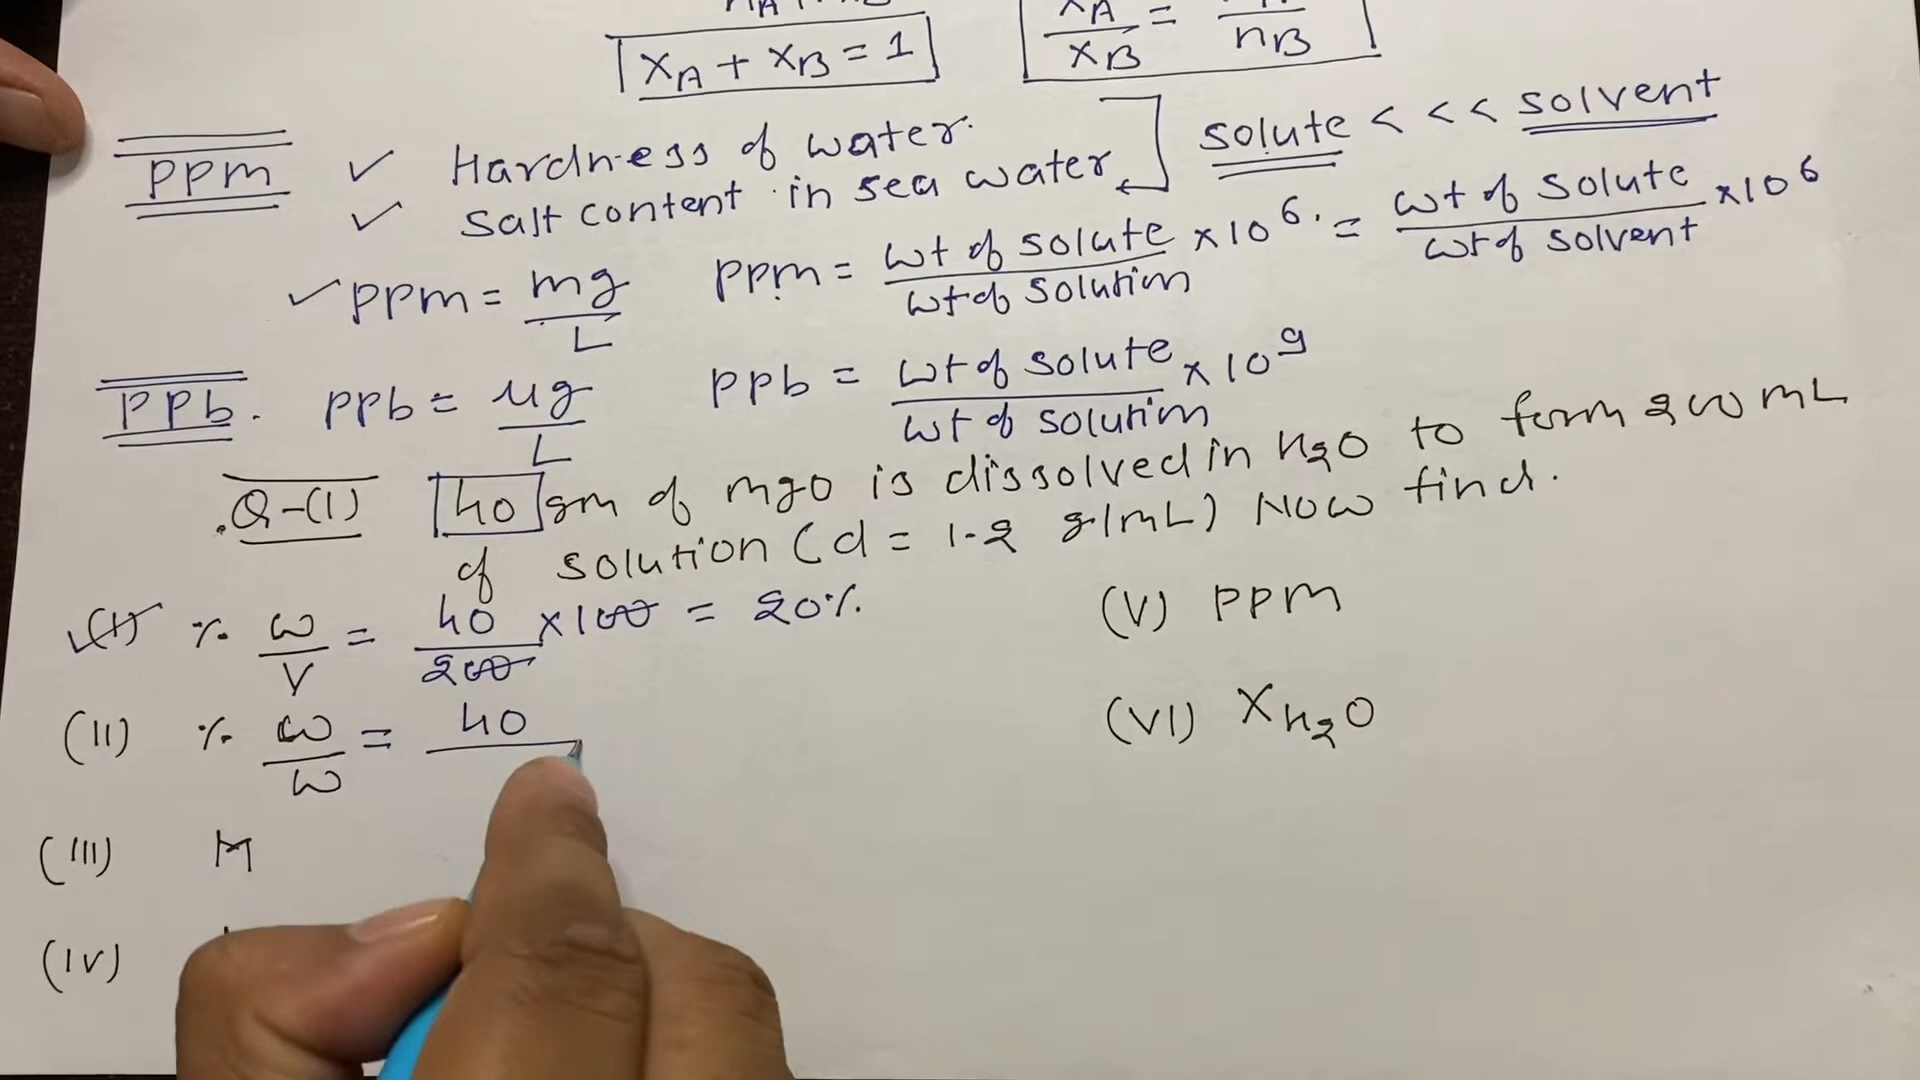 xA + xB = 1
xA/xB = /nB
PPm ✓ Hardness of water.
✓ Salt content in sea water
solute < < < solvent
✓ PPm = mg/L PPm = wt of solute/wt of solution × 10^6. = wt of solute/wt of solvent × 10^6
PPb. PPb = μg/L PPb = wt of solute/wt of solution × 10^9
Q-(1) 40 gm of mgo is dissolved in H2O to form 200 mL
of solution (d = 1.2 g/mL) Now find.
(I) % w/v = 40/200 × 100 = 20%
(II) % w/w = 40
(III) M
(IV)
(V) PPm
(VI) XH2O